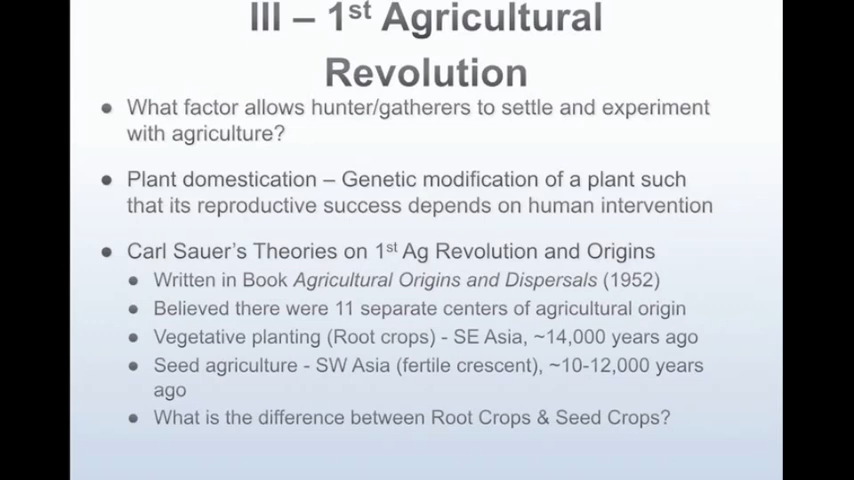 III – 1st Agricultural
Revolution
● What factor allows hunter/gatherers to settle and experiment
with agriculture?
● Plant domestication – Genetic modification of a plant such
that its reproductive success depends on human intervention
● Carl Sauer's Theories on 1st Ag Revolution and Origins
● Written in Book Agricultural Origins and Dispersals (1952)
● Believed there were 11 separate centers of agricultural origin
● Vegetative planting (Root crops) - SE Asia, ~14,000 years ago
● Seed agriculture - SW Asia (fertile crescent), ~10-12,000 years
ago
● What is the difference between Root Crops & Seed Crops?